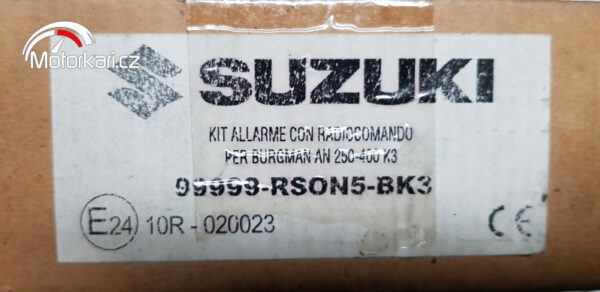 Motorkari.cz
SUZUKI
KIT ALLARME CON RADIOCOMANDO
PER BURGMAN AN 250-400 K3
99999-RSON5-BK3
E24 10R - 020023 CE